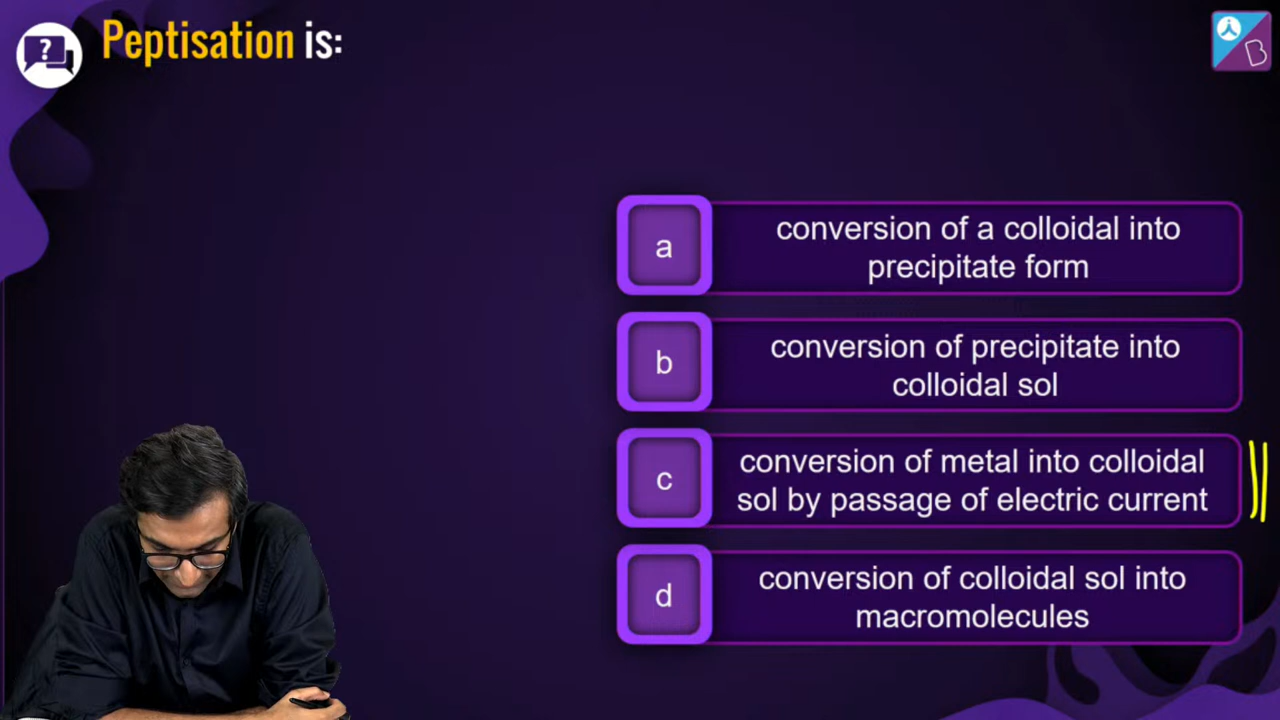 ?
Peptisation is:
B
a
conversion of a colloidal into
precipitate form
b
conversion of precipitate into
colloidal sol
c
conversion of metal into colloidal
sol by passage of electric current
d
conversion of colloidal sol into
macromolecules